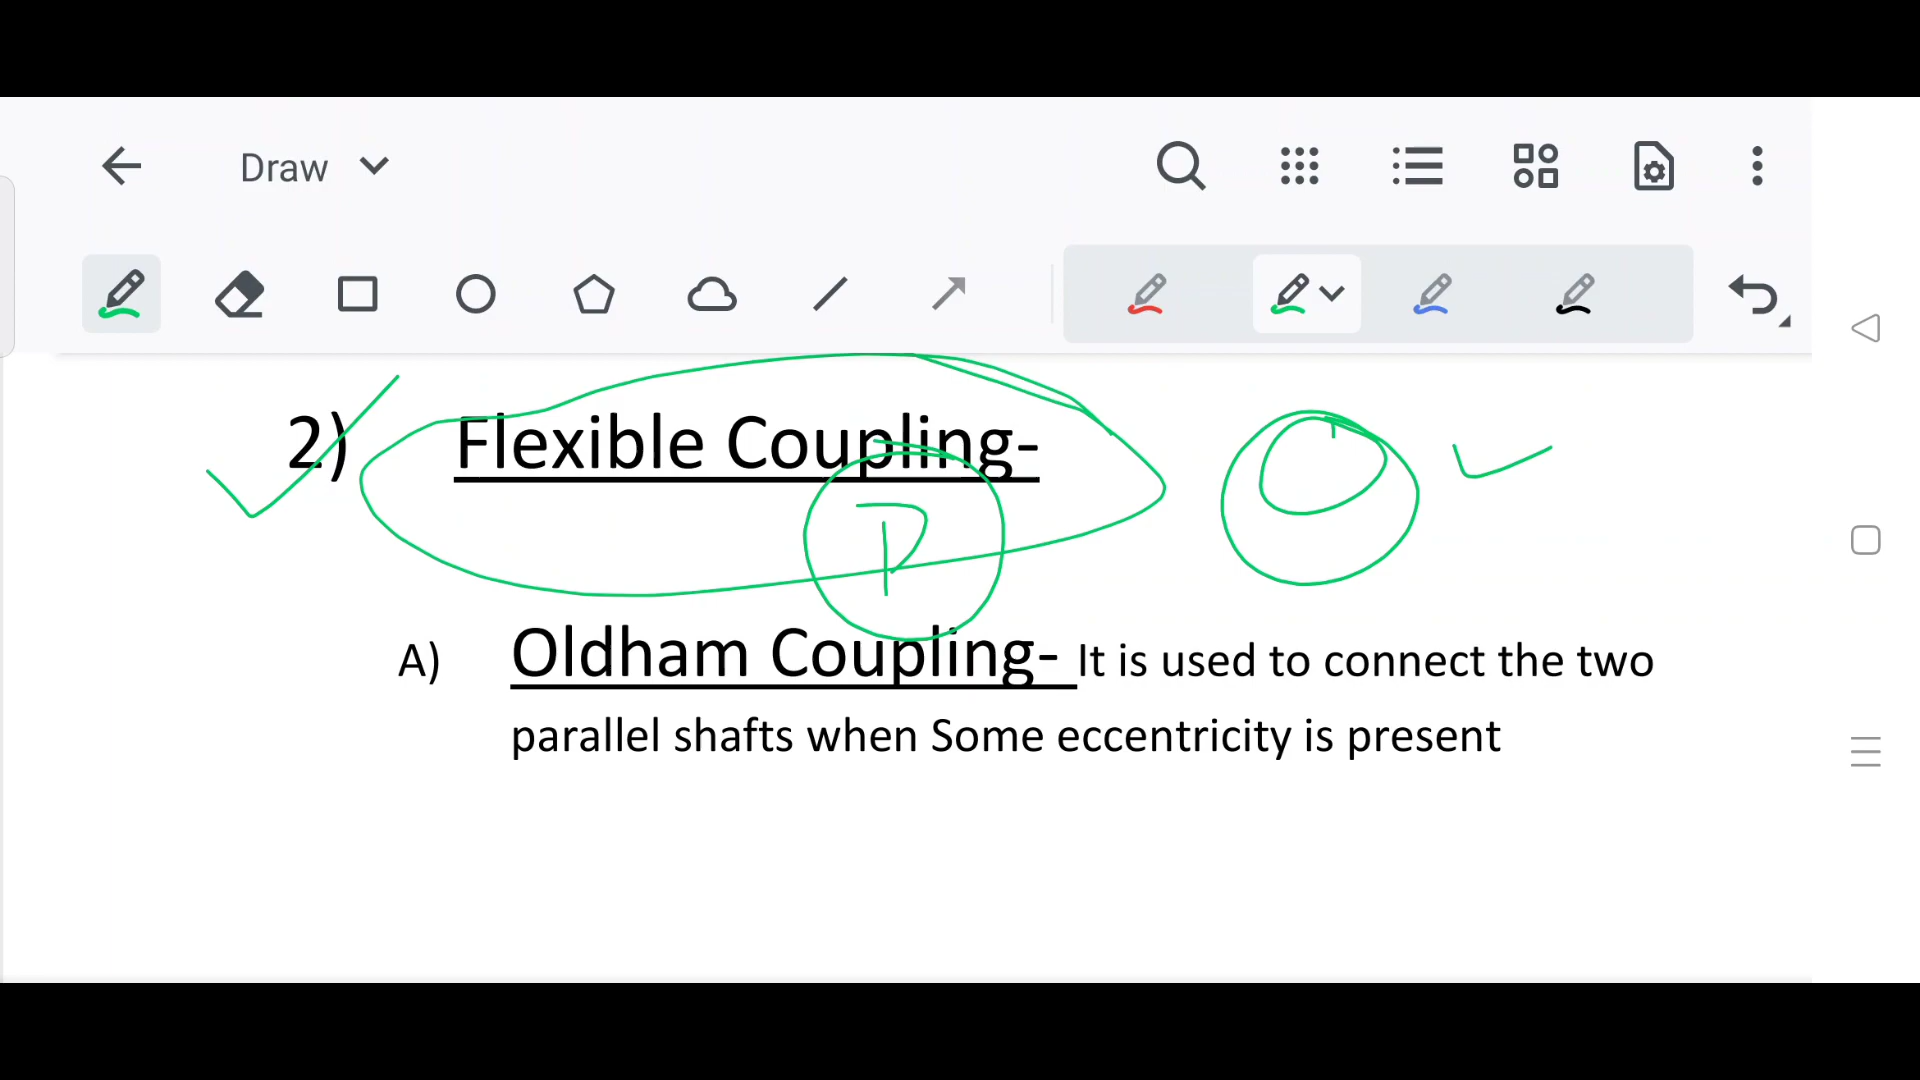 Draw
2) Flexible Coupling-
P
A) Oldham Coupling- It is used to connect the two
parallel shafts when Some eccentricity is present